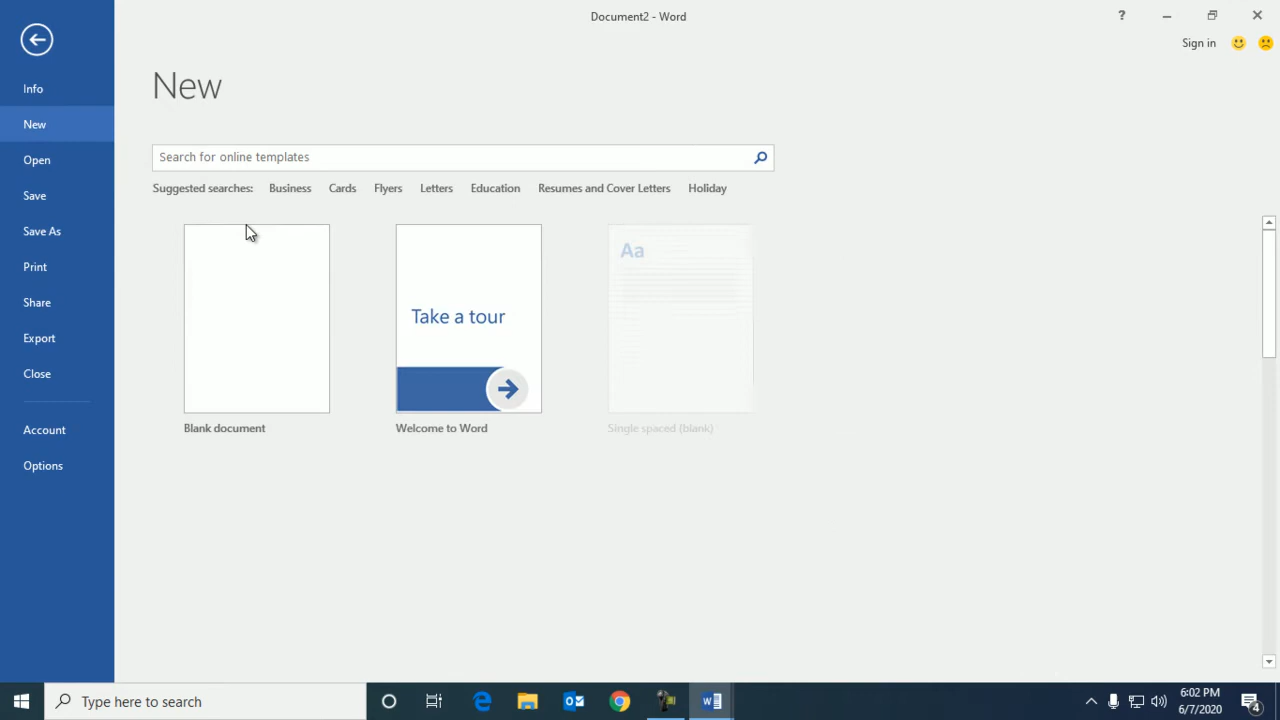 Document2 - Word
?
Sign in
Info
New
Open
Save
Save As
Print
Share
Export
Close
Account
Options
New
Search for online templates
Suggested searches: Business Cards Flyers Letters Education Resumes and Cover Letters Holiday
Take a tour
Aa
Blank document Welcome to Word Single spaced (blank)
Type here to search
6:02 PM
6/7/2020
4